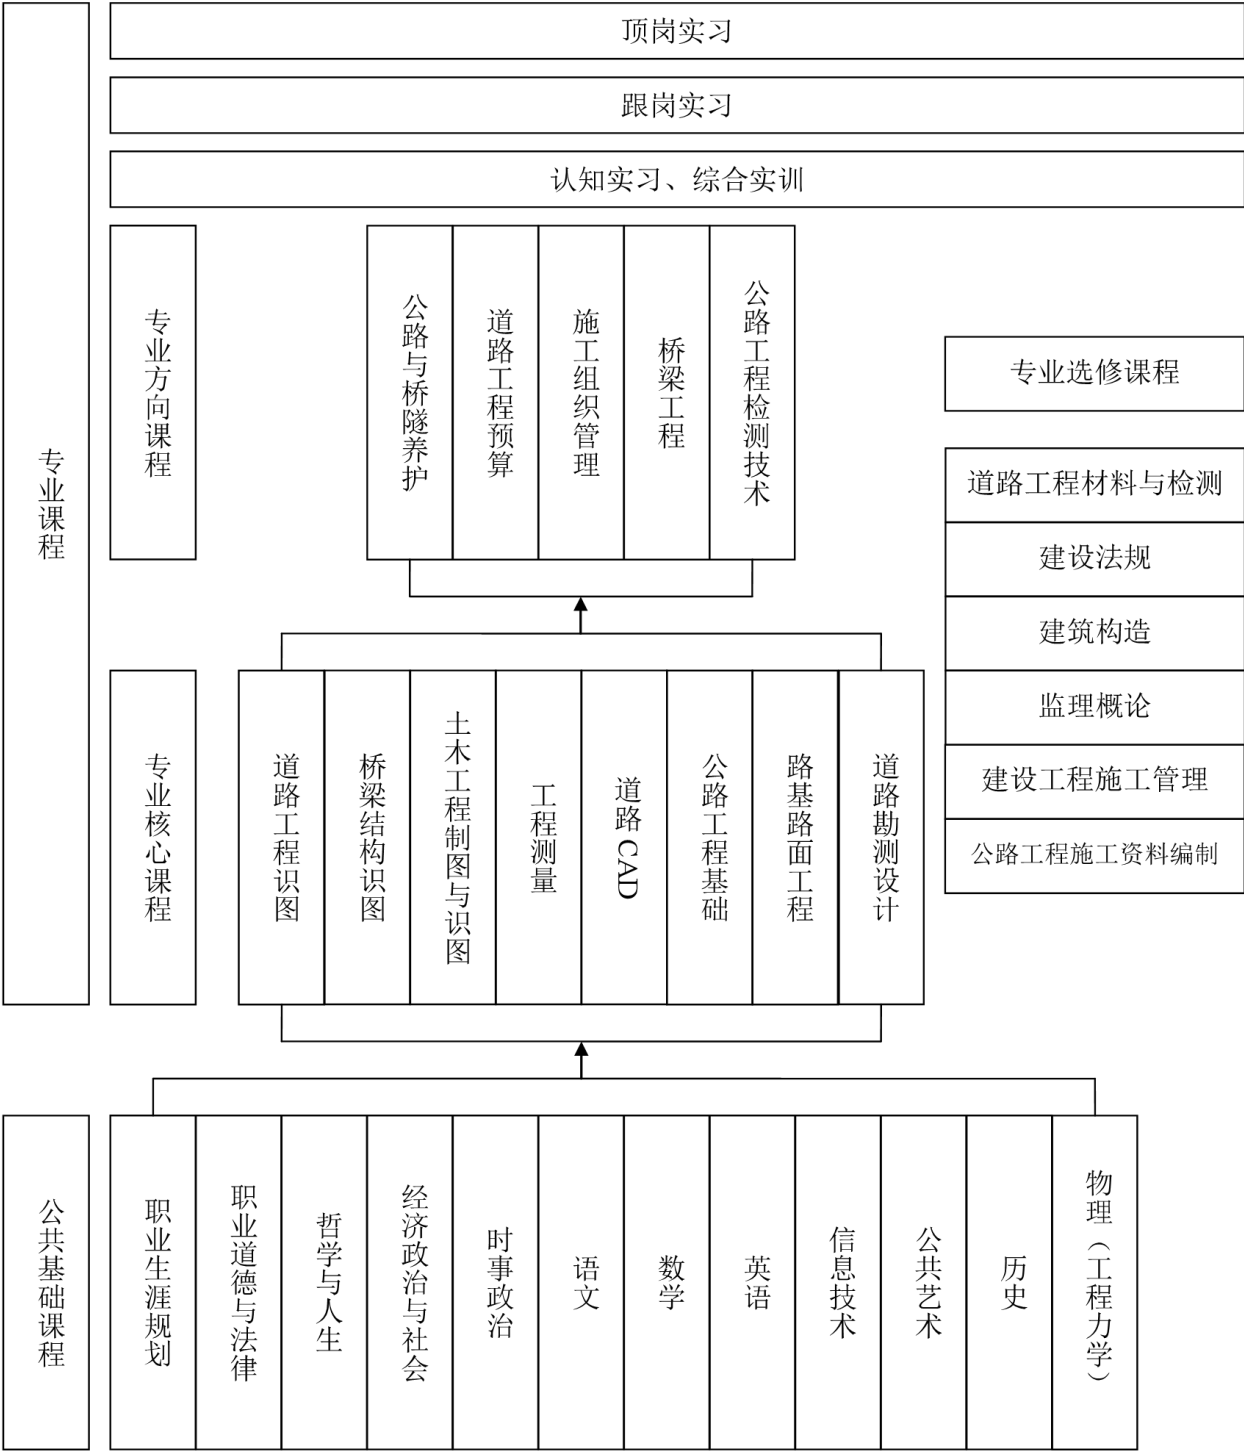 专业课程
顶岗实习
跟岗实习
认知实习、综合实训
专业方向课程
公路与桥隧养护
道路工程预算
施工组织管理
桥梁工程
公路工程检测技术
专业选修课程
道路工程材料与检测
建设法规
建筑构造
监理概论
建设工程施工管理
公路工程施工资料编制
专业核心课程
道路工程识图
桥梁结构识图
土木工程制图与识图
工程测量
道路CAD
公路工程基础
路基路面工程
道路勘测设计
公共基础课程
职业生涯规划
职业道德与法律
哲学与人生
经济政治与社会
时事政治
语文
数学
英语
信息技术
公共艺术
历史
物理（工程力学）